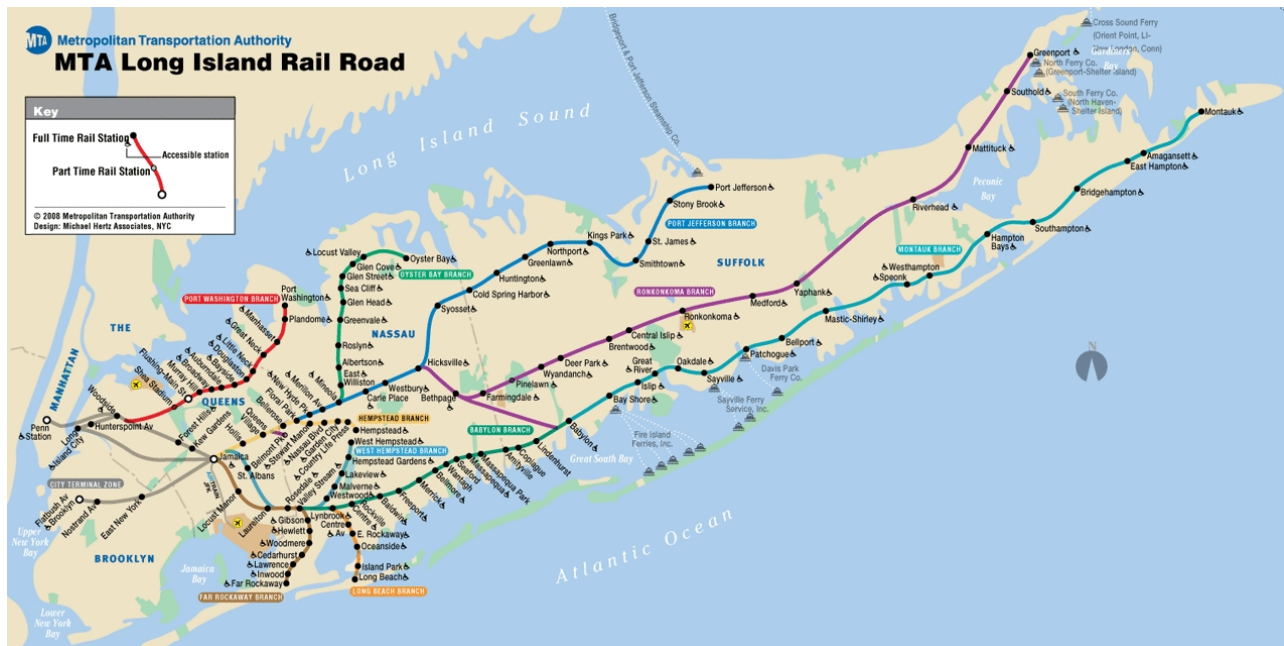 MTA
Metropolitan Transportation Authority
MTA Long Island Rail Road
Key
Full Time Rail Station
Accessible station
Part Time Rail Station
© 2008 Metropolitan Transportation Authority
Design: Michael Hertz Associates, NYC
Bridgeport & Port Jefferson Steamship Co.
Long Island Sound
Cross Sound Ferry
(Orient Point, LI-
New London, Conn)
Gardiners
Bay
Greenport
North Ferry Co.
(Greenport-Shelter Island)
Southold
South Ferry Co.
(North Haven-
Shelter Island)
Montauk
Mattituck
Amagansett
East Hampton
Peconic
Bay
Bridgehampton
Riverhead
Southampton
Hampton
Bays
MONTAUK BRANCH
Westhampton
Speonk
Port Jefferson
Stony Brook
PORT JEFFERSON BRANCH
St. James
Smithtown
Kings Park
Northport
Greenlawn
Huntington
Cold Spring Harbor
Syosset
SUFFOLK
RONKONKOMA BRANCH
Yaphank
Medford
Ronkonkoma
Central Islip
Brentwood
Deer Park
Wyandanch
Pinelawn
Farmingdale
Bethpage
Hicksville
Mastic-Shirley
Bellport
Patchogue
Davis Park
Ferry Co.
Sayville
Sayville Ferry
Service, Inc.
Oakdale
Great
River
Islip
Bay Shore
Fire Island
Ferries, Inc.
Great South Bay
Babylon
BABYLON BRANCH
Lindenhurst
Copiague
Amityville
Massapequa Park
Massapequa
Seaford
Wantagh
Bellmore
Merrick
Freeport
Baldwin
Rockville
Centre
Lynbrook
Locust Valley
Oyster Bay
OYSTER BAY BRANCH
Glen Cove
Glen Street
Sea Cliff
Glen Head
Greenvale
Roslyn
Albertson
East
Williston
NASSAU
Westbury
Carle Place
Mineola
Merillon Av
New Hyde Pk
Floral Park
Bellerose
Queens
Village
Hollis
PORT WASHINGTON BRANCH
Port
Washington
Plandome
Manhasset
Great Neck
Little Neck
Douglaston
Bayside
Auburndale
Broadway
Murray Hill
Flushing-Main St
Shea Stadium
Woodside
THE
MANHATTAN
QUEENS
Penn
Station
Long
Island City
Hunterspoint Av
Forest Hills
Kew Gardens
Jamaica
HEMPSTEAD BRANCH
Hempstead
Country Life Press
Garden City
Nassau Blvd
Stewart Manor
Belmont Pk
West Hempstead
WEST HEMPSTEAD BRANCH
Hempstead Gardens
Lakeview
Malverne
Westwood
St. Albans
Rosedale
Valley Stream
Laurelton
Locust Manor
TRAIN
JFK
CITY TERMINAL ZONE
Flatbush Av
Brooklyn
Nostrand Av
East New York
BROOKLYN
Upper
New York
Bay
Lower
New York
Bay
Jamaica
Bay
Gibson
Hewlett
Woodmere
Cedarhurst
Lawrence
Inwood
Far Rockaway
FAR ROCKAWAY BRANCH
Centre
Av
E. Rockaway
Oceanside
Island Park
Long Beach
LONG BEACH BRANCH
Atlantic Ocean
N